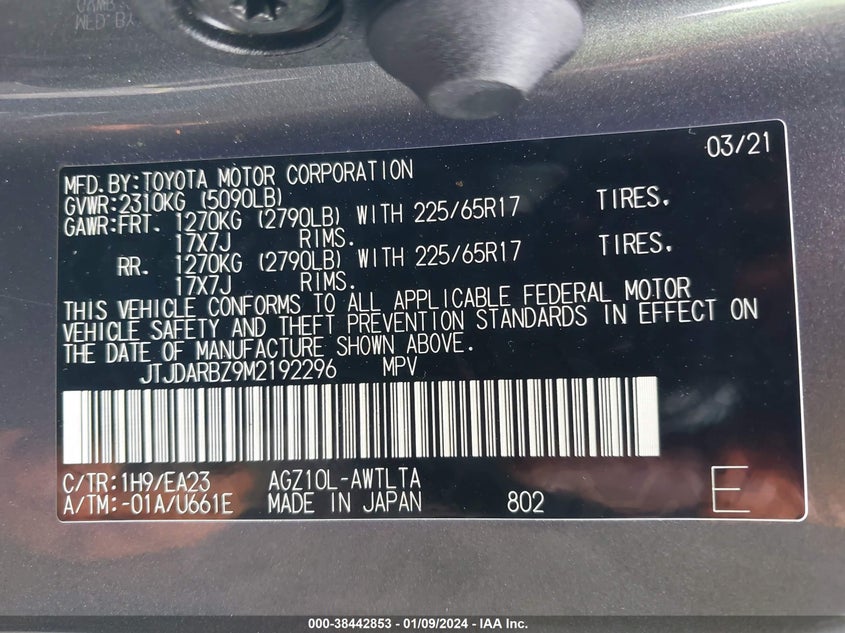 03/21
MFD.BY:TOYOTA MOTOR CORPORATION
GVWR:2310KG (5090LB)
GAWR:FRT. 1270KG (2790LB) WITH 225/65R17 TIRES.
17X7J RIMS.
RR. 1270KG (2790LB) WITH 225/65R17 TIRES.
17X7J RIMS.
THIS VEHICLE CONFORMS TO ALL APPLICABLE FEDERAL MOTOR
VEHICLE SAFETY AND THEFT PREVENTION STANDARDS IN EFFECT ON
THE DATE OF MANUFACTURE SHOWN ABOVE.
JTJDARBZ9M2192296 MPV
C/TR:1H9/EA23 AGZ10L-AWTLTA
A/TM:-01A/U661E MADE IN JAPAN 802 E
000-38442853 - 01/09/2024 - IAA Inc.